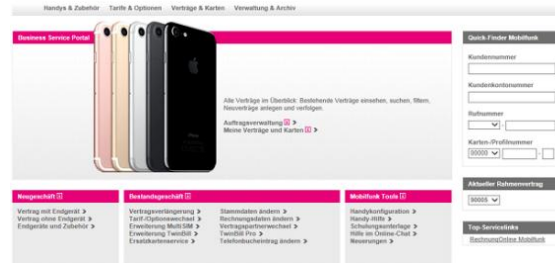 Handys & Zubehör Tarife & Optionen Verträge & Karten Verwaltung & Archiv
Business Service Portal
Alle Verträge im Überblick: Bestehende Verträge einsehen, suchen, filtern,
Neuverträge anlegen und verfolgen.
Auftragsverwaltung
Meine Verträge und Karten
Quick-Finder Mobilfunk
Kundennummer
Kundenkontonummer
Rufnummer
-
Karten-/Profilnummer
00000 - -
Neugeschäft
Vertrag mit Endgerät
Vertrag ohne Endgerät
Endgeräte und Zubehör
Bestandsgeschäft
Vertragsverlängerung
Tarif-/Optionswechsel
Erweiterung MultiSIM
Erweiterung TwinBill
Ersatzkartenservice
Stammdaten ändern
Rechnungsdaten ändern
Vertragspartnerwechsel
TwinBill Pro
Telefonbucheintrag ändern
Mobilfunk Tools
Handykonfiguration
Handy-Hilfe
Schulungsunterlage
Hilfe im Online-Chat
Neuerungen
Aktueller Rahmenvertrag
90005
Top-Servicelinks
RechnungOnline Mobilfunk